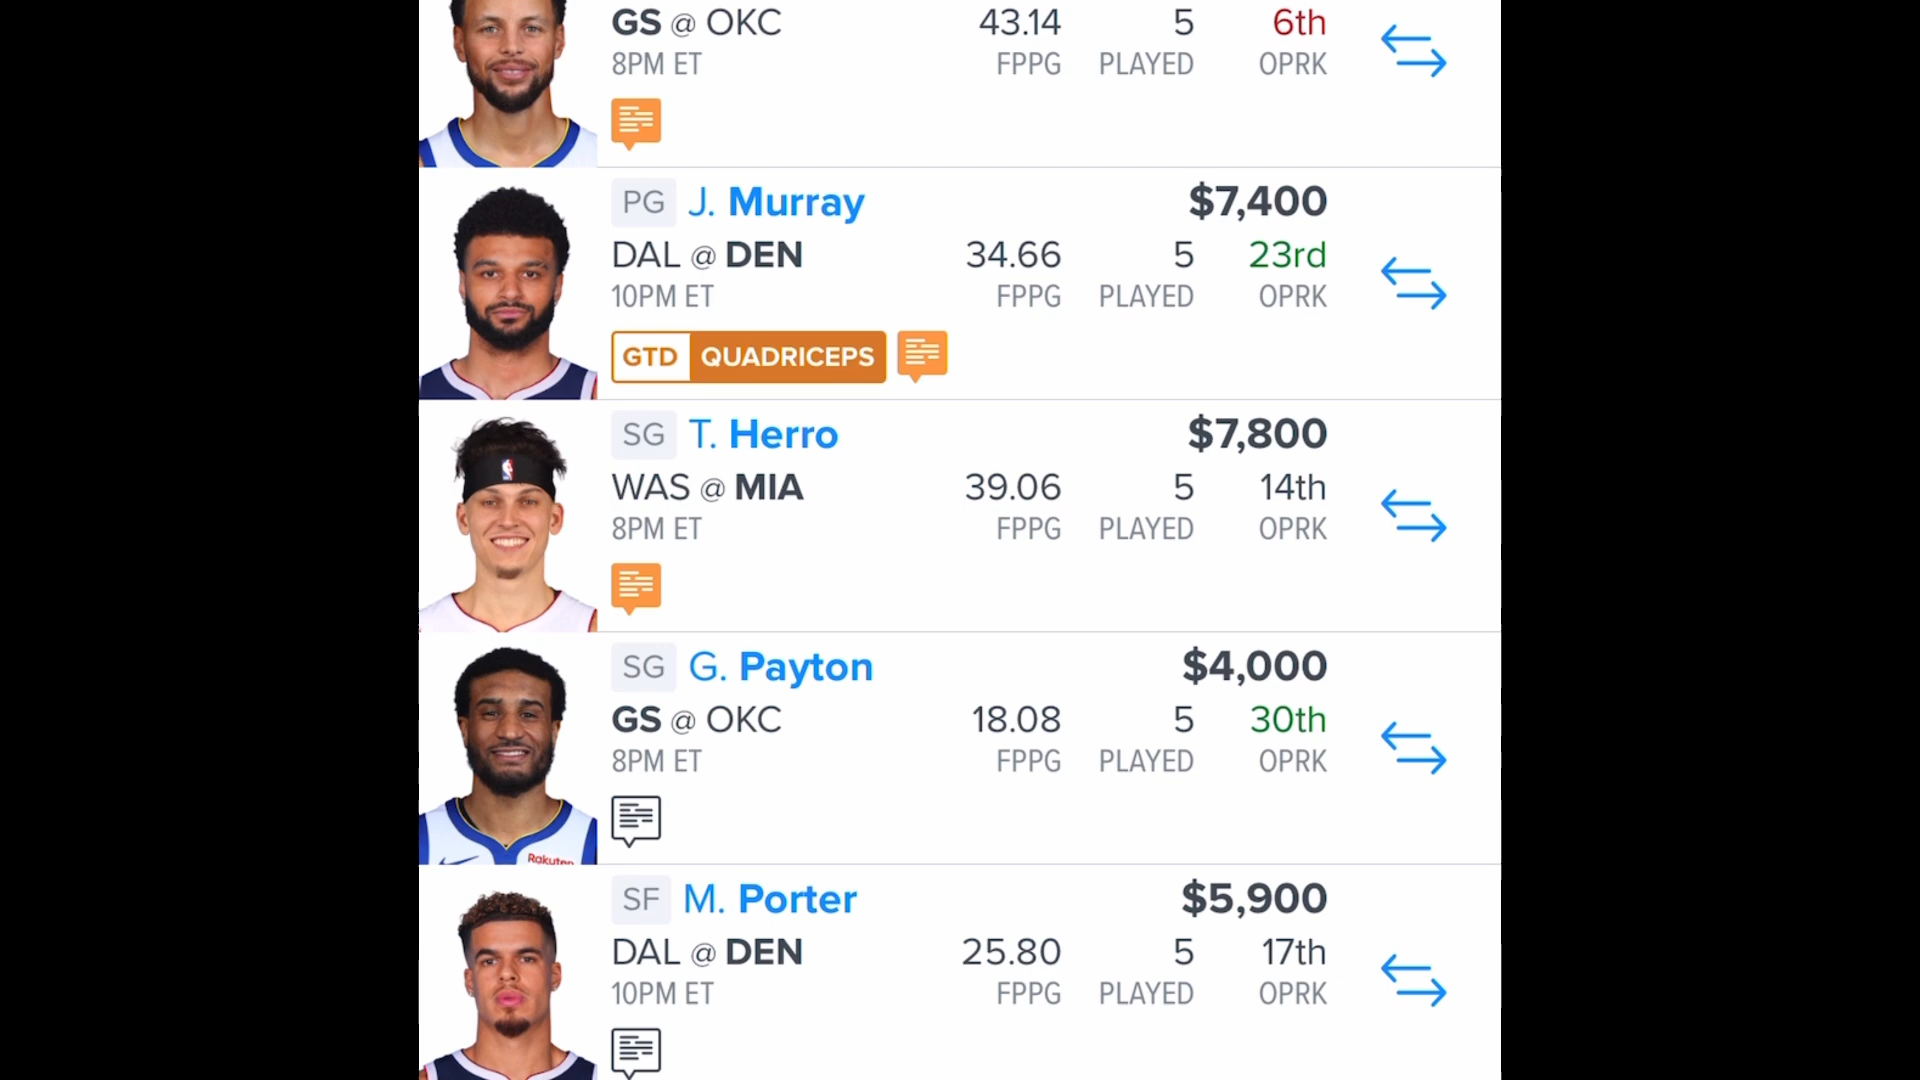 GS @ OKC 43.14 5 6th
8PM ET FPPG PLAYED OPRK
PG J. Murray $7,400
DAL @ DEN 34.66 5 23rd
10PM ET FPPG PLAYED OPRK
GTD QUADRICEPS
SG T. Herro $7,800
WAS @ MIA 39.06 5 14th
8PM ET FPPG PLAYED OPRK
SG G. Payton $4,000
GS @ OKC 18.08 5 30th
8PM ET FPPG PLAYED OPRK
Rakuten
SF M. Porter $5,900
DAL @ DEN 25.80 5 17th
10PM ET FPPG PLAYED OPRK